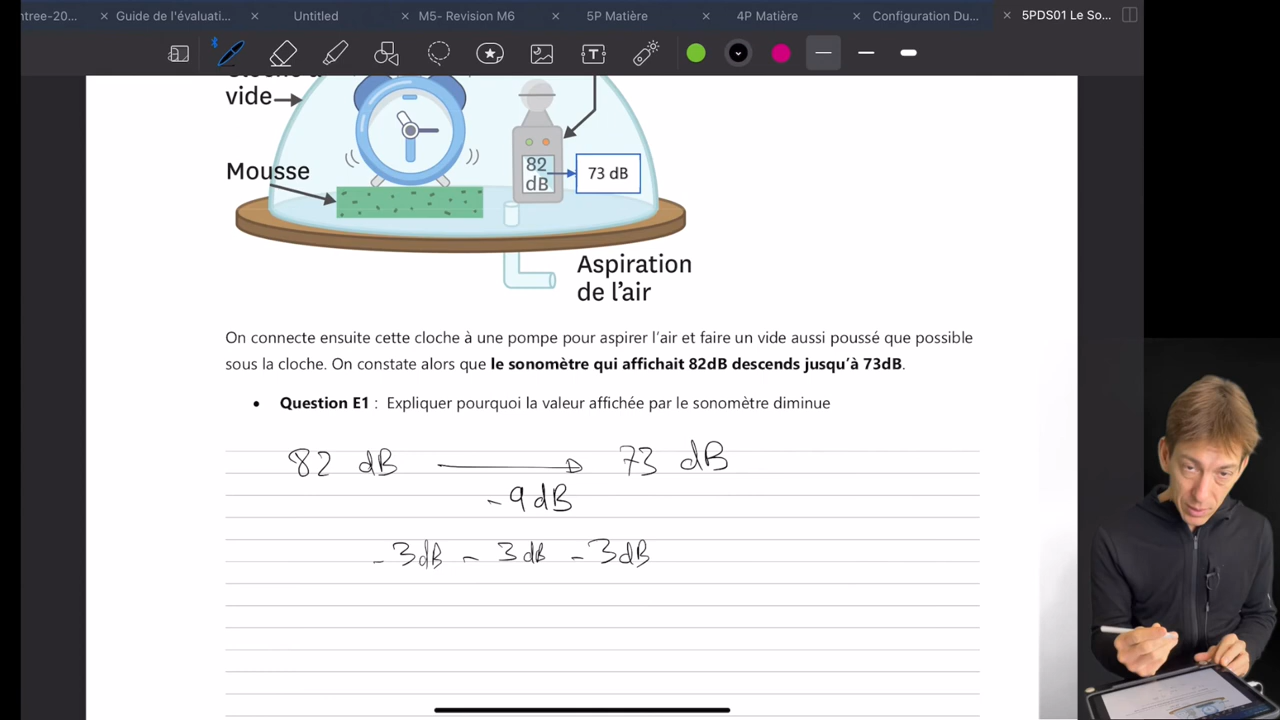 ntree-20...
Guide de l'évaluati...
Untitled
M5- Revision M6
5P Matière
4P Matière
Configuration Du...
5PDS01 Le So...
vide
82
dB
73 dB
Mousse
Aspiration
de l'air
On connecte ensuite cette cloche à une pompe pour aspirer l'air et faire un vide aussi poussé que possible
sous la cloche. On constate alors que le sonomètre qui affichait 82dB descends jusqu'à 73dB.
• Question E1 : Expliquer pourquoi la valeur affichée par le sonomètre diminue
82 dB → 73 dB
- 9 dB
- 3 dB - 3 dB - 3 dB